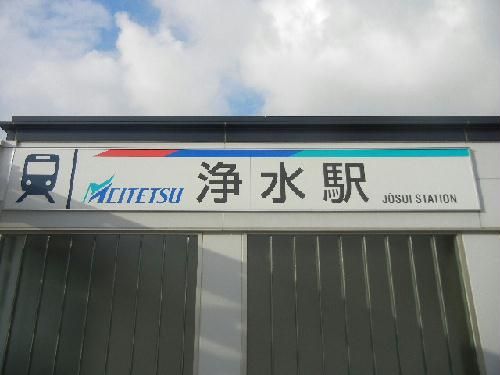 MEITETSU 浄水駅 JŌSUI STATION